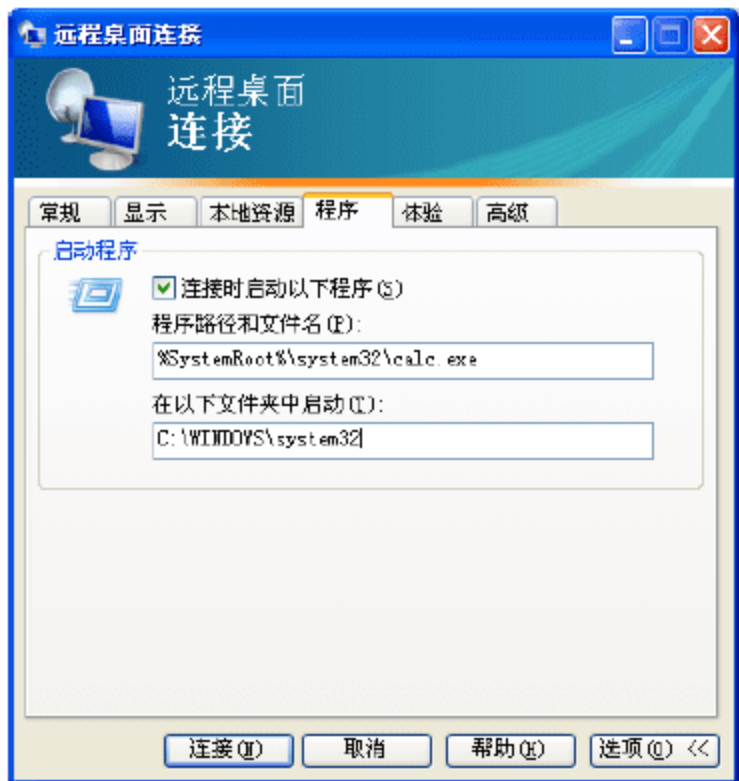 远程桌面连接
远程桌面
连接
常规 显示 本地资源 程序 体验 高级
启动程序
连接时启动以下程序(S)
程序路径和文件名(P):
%SystemRoot%\system32\calc.exe
在以下文件夹中启动(T):
C:\WINDOWS\system32
连接(N) 取消 帮助(H) 选项(O) <<